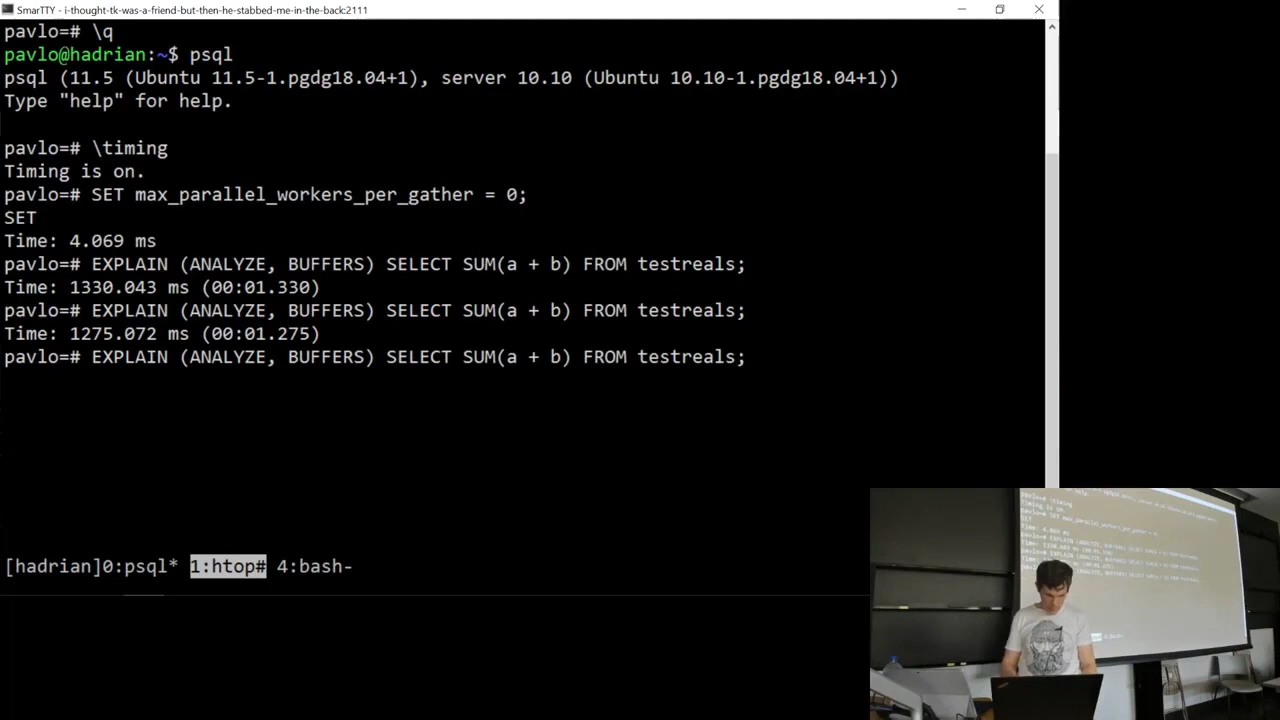 SmarTTY - i-thought-tk-was-a-friend-but-then-he-stabbed-me-in-the-back:2111
pavlo=# \q
pavlo@hadrian:~$ psql
psql (11.5 (Ubuntu 11.5-1.pgdg18.04+1), server 10.10 (Ubuntu 10.10-1.pgdg18.04+1))
Type "help" for help.
pavlo=# \timing
Timing is on.
pavlo=# SET max_parallel_workers_per_gather = 0;
SET
Time: 4.069 ms
pavlo=# EXPLAIN (ANALYZE, BUFFERS) SELECT SUM(a + b) FROM testreals;
Time: 1330.043 ms (00:01.330)
pavlo=# EXPLAIN (ANALYZE, BUFFERS) SELECT SUM(a + b) FROM testreals;
Time: 1275.072 ms (00:01.275)
pavlo=# EXPLAIN (ANALYZE, BUFFERS) SELECT SUM(a + b) FROM testreals;
[hadrian]0:psql* 1:htop# 4:bash-